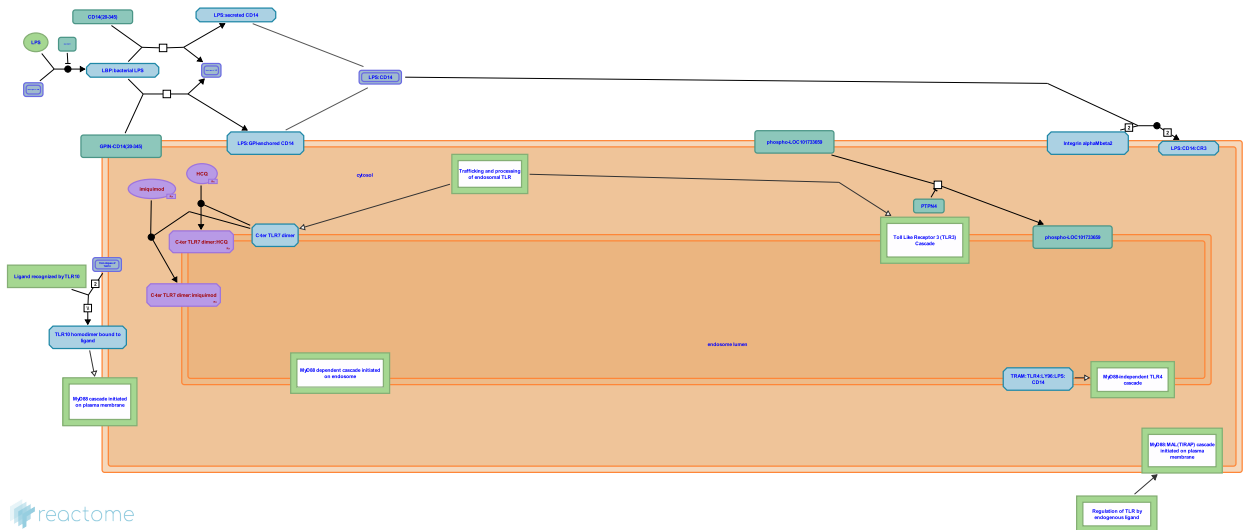 CD14(20-345)
LPS:secreted CD14
LPS
LBP:bacterial LPS
LPS:CD14
GPIN-CD14(20-345)
LPS:GPI-anchored CD14
phospho-LOC101733659
Integrin alphaMbeta2
2
2
LPS:CD14:CR3
cytosol
Trafficking and processing
of endosomal TLR
HCQ
Imiquimod
PTPN4
C-ter TLR7 dimer
C-ter TLR7 dimer:HCQ
Toll Like Receptor 3 (TLR3)
Cascade
phospho-LOC101733659
Ligand recognized by TLR10
2
C-ter TLR7 dimer:imiquimod
TLR10 homodimer bound to
ligand
endosome lumen
MyD88 dependent cascade initiated
on endosome
TRAM:TLR4:LY96:LPS:
CD14
MyD88-independent TLR4
cascade
MyD88 cascade initiated
on plasma membrane
MyD88:MAL(TIRAP) cascade
initiated on plasma
membrane
Regulation of TLR by
endogenous ligand
reactome